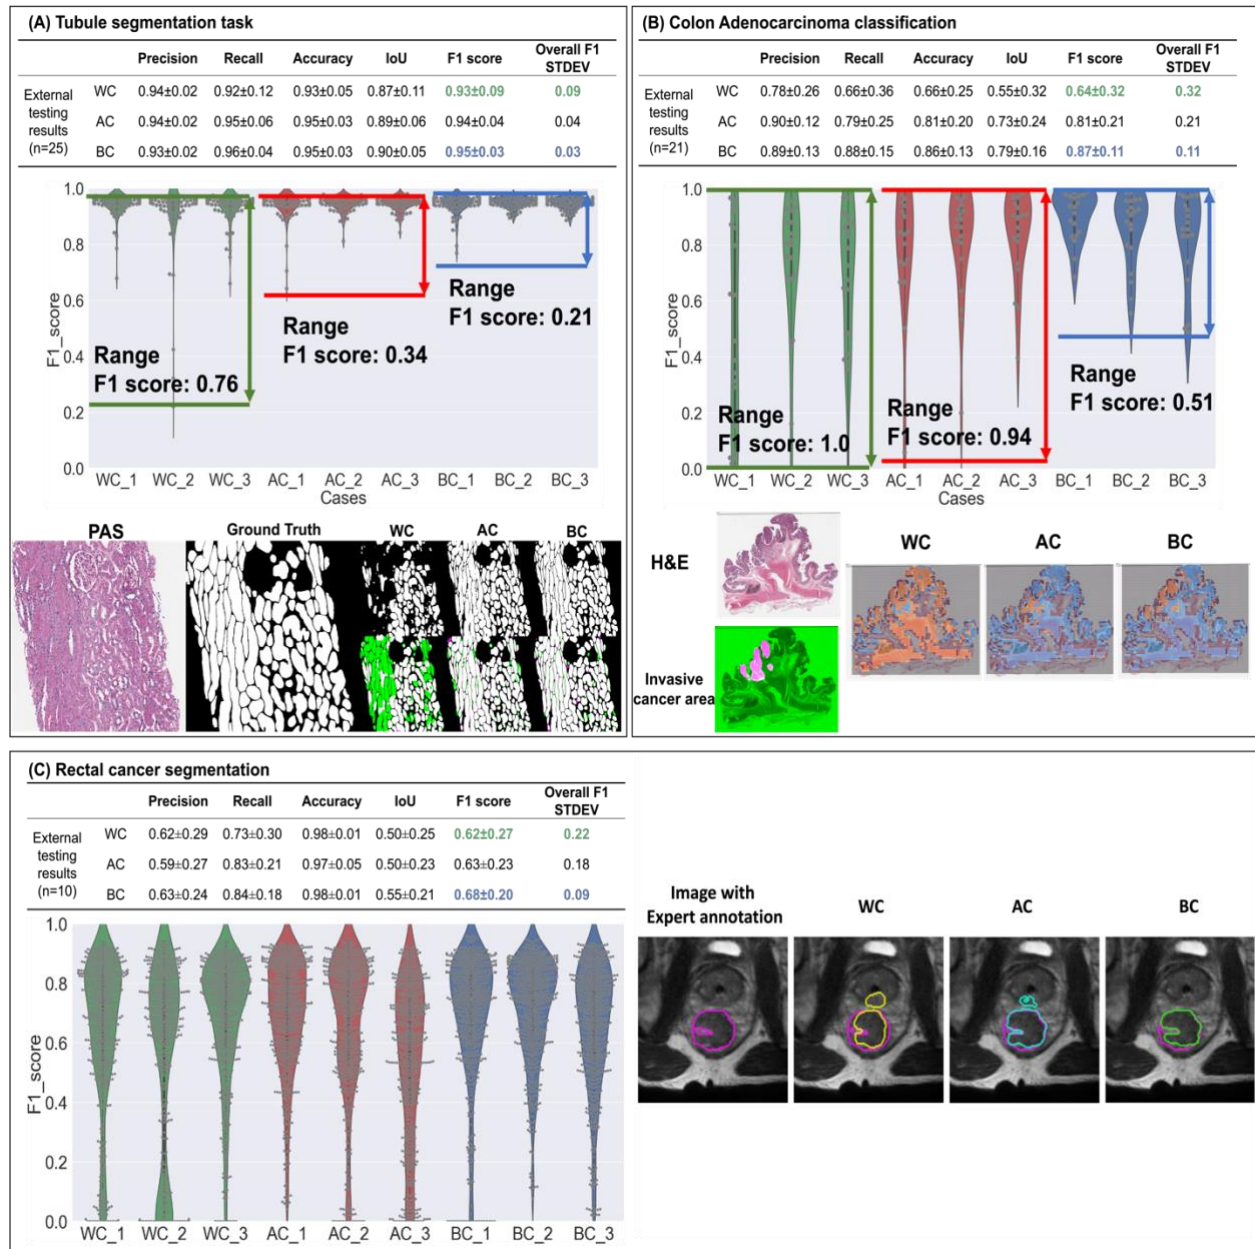 (A) Tubule segmentation task
Precision Recall Accuracy IoU F1 score Overall F1 STDEV
External testing results (n=25)
WC 0.94±0.02 0.92±0.12 0.93±0.05 0.87±0.11 0.93±0.09 0.09
AC 0.94±0.02 0.95±0.06 0.95±0.03 0.89±0.06 0.94±0.04 0.04
BC 0.93±0.02 0.96±0.04 0.95±0.03 0.90±0.05 0.95±0.03 0.03
1.0
0.8
0.6
0.4
0.2
0.0
F1_score
Range
F1 score: 0.76
Range
F1 score: 0.34
Range
F1 score: 0.21
WC_1 WC_2 WC_3 AC_1 AC_2 AC_3 BC_1 BC_2 BC_3
Cases
PAS Ground Truth WC AC BC
(B) Colon Adenocarcinoma classification
Precision Recall Accuracy IoU F1 score Overall F1 STDEV
External testing results (n=21)
WC 0.78±0.26 0.66±0.36 0.66±0.25 0.55±0.32 0.64±0.32 0.32
AC 0.90±0.12 0.79±0.25 0.81±0.20 0.73±0.24 0.81±0.21 0.21
BC 0.89±0.13 0.88±0.15 0.86±0.13 0.79±0.16 0.87±0.11 0.11
1.0
0.8
0.6
0.4
0.2
0.0
F1_score
Range
F1 score: 1.0
Range
F1 score: 0.94
Range
F1 score: 0.51
WC_1 WC_2 WC_3 AC_1 AC_2 AC_3 BC_1 BC_2 BC_3
Cases
H&E
WC AC BC
Invasive
cancer area
(C) Rectal cancer segmentation
Precision Recall Accuracy IoU F1 score Overall F1 STDEV
External testing results (n=10)
WC 0.62±0.29 0.73±0.30 0.98±0.01 0.50±0.25 0.62±0.27 0.22
AC 0.59±0.27 0.83±0.21 0.97±0.05 0.50±0.23 0.63±0.23 0.18
BC 0.63±0.24 0.84±0.18 0.98±0.01 0.55±0.21 0.68±0.20 0.09
1.0
0.8
0.6
0.4
0.2
0.0
F1_score
WC_1 WC_2 WC_3 AC_1 AC_2 AC_3 BC_1 BC_2 BC_3
Image with
Expert annotation
WC AC BC